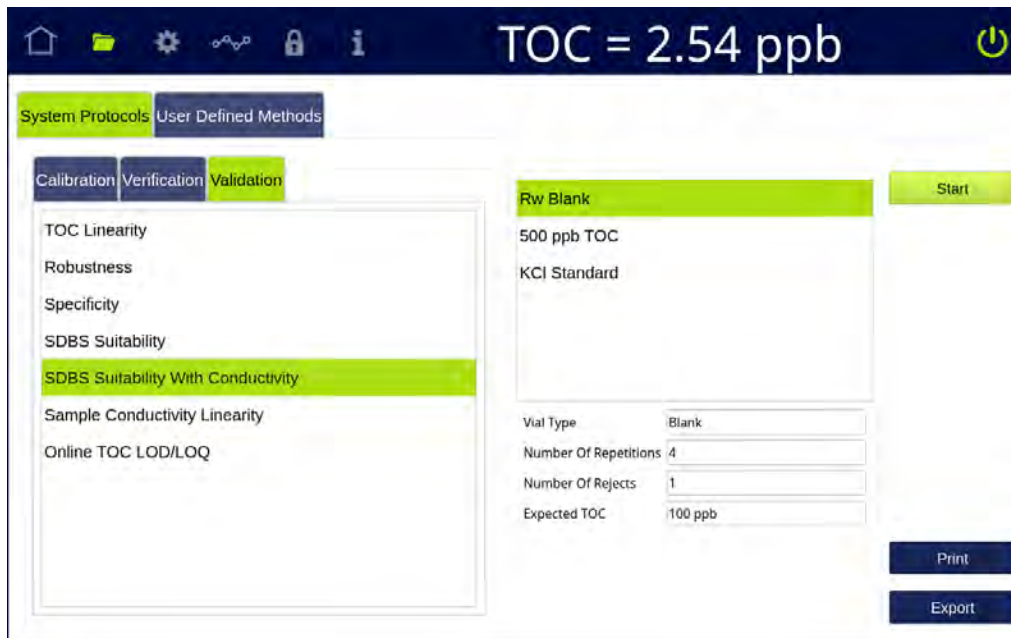 TOC = 2.54 ppb
System Protocols User Defined Methods
Calibration Verification Validation
TOC Linearity
Robustness
Specificity
SDBS Suitability
SDBS Suitability With Conductivity
Sample Conductivity Linearity
Online TOC LOD/LOQ
Rw Blank
500 ppb TOC
KCl Standard
Vial Type Blank
Number Of Repetitions 4
Number Of Rejects 1
Expected TOC 100 ppb
Start
Print
Export